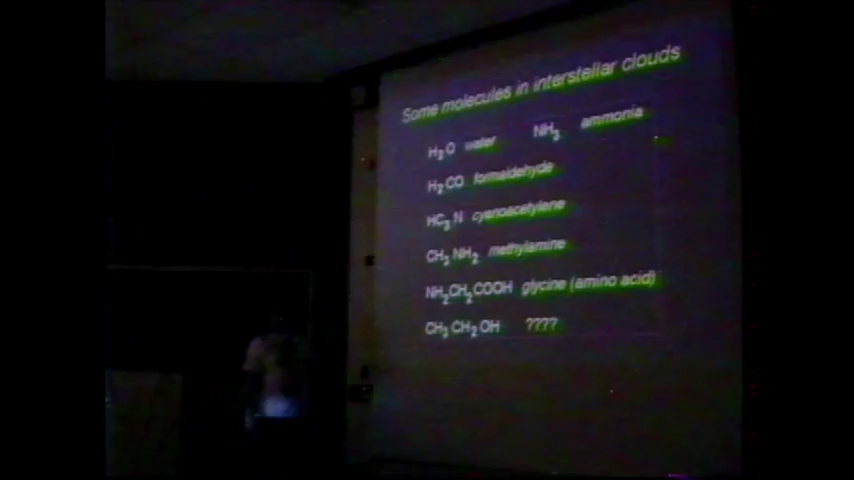 Some molecules in interstellar clouds
H₂O water NH₃ ammonia
H₂CO formaldehyde
HC₃N cyanoacetylene
CH₃NH₂ methylamine
NH₂CH₂COOH glycine (amino acid)
CH₃CH₂OH ????